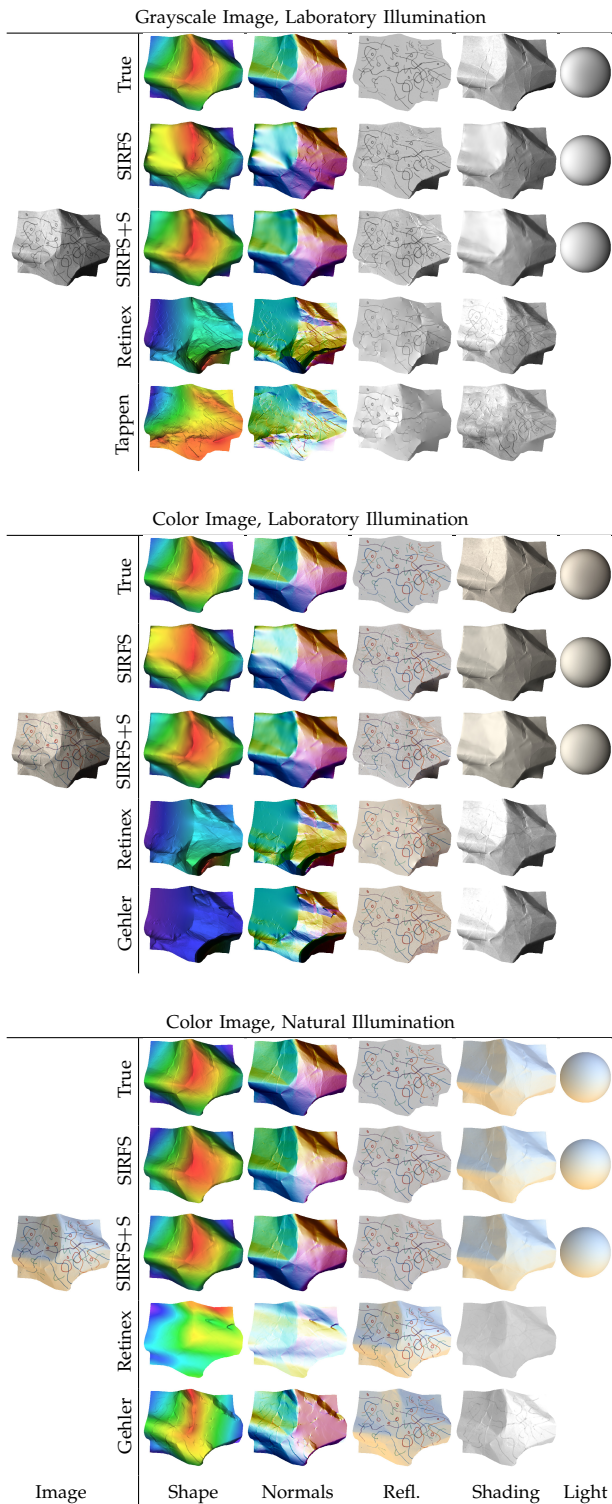 Grayscale Image, Laboratory Illumination
True
SIRFS
SIRFS+S
Retinex
Tappen
Color Image, Laboratory Illumination
True
SIRFS
SIRFS+S
Retinex
Gehler
Color Image, Natural Illumination
True
SIRFS
SIRFS+S
Retinex
Gehler
Image Shape Normals Refl. Shading Light